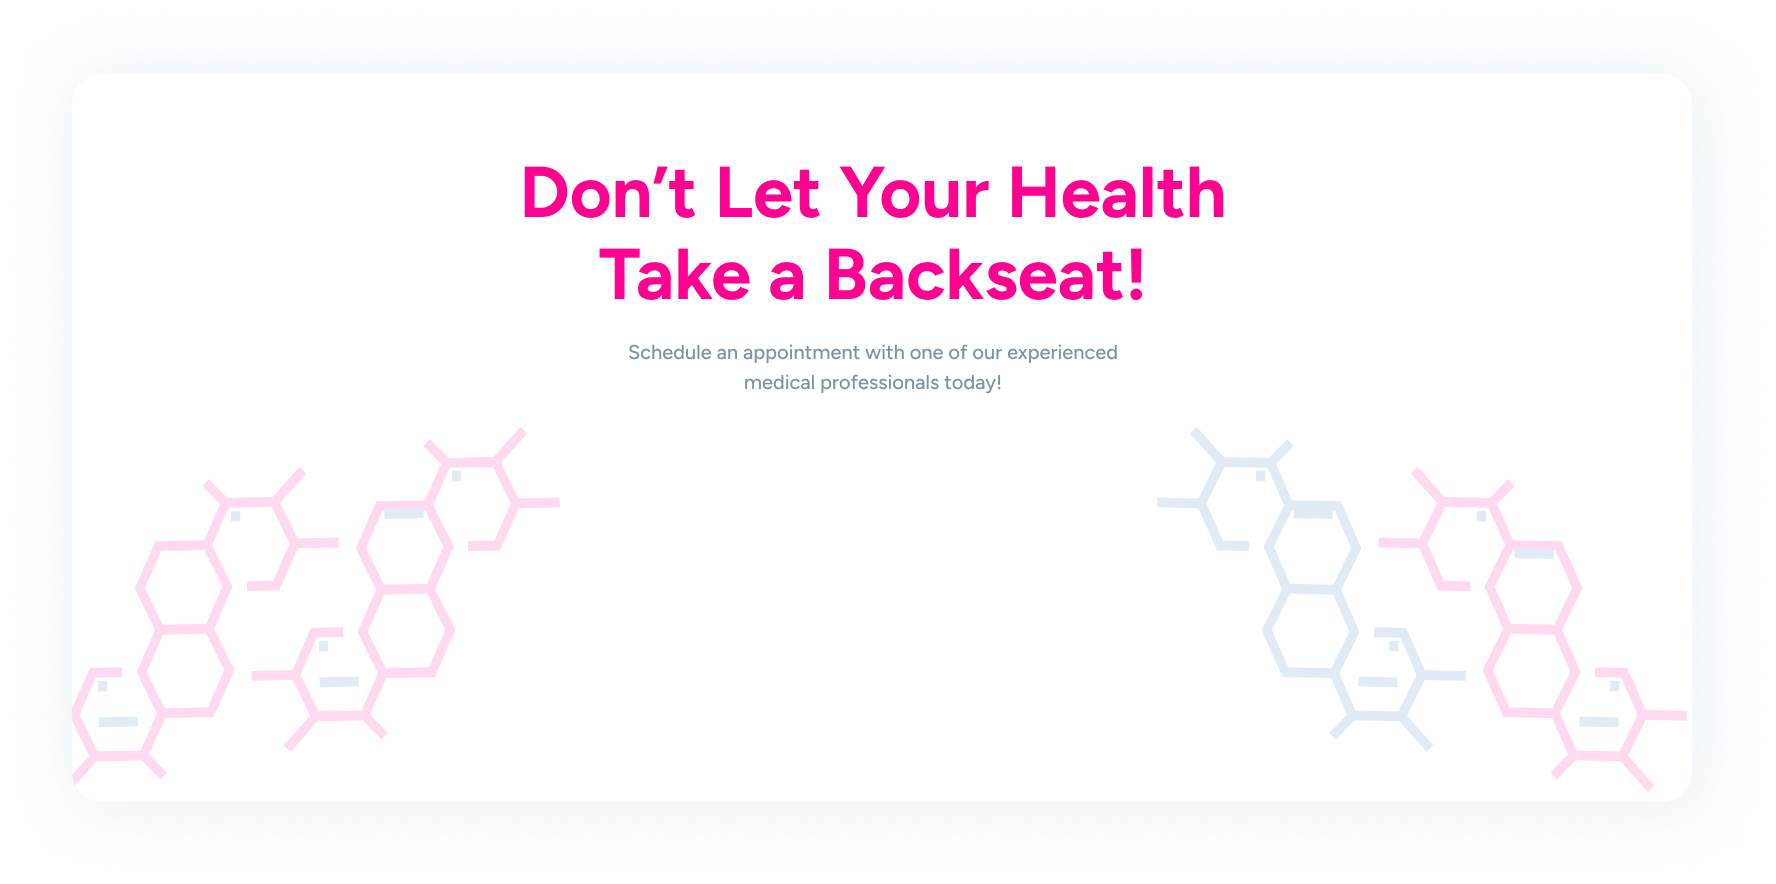 Don’t Let Your Health
Take a Backseat!
Schedule an appointment with one of our experienced
medical professionals today!